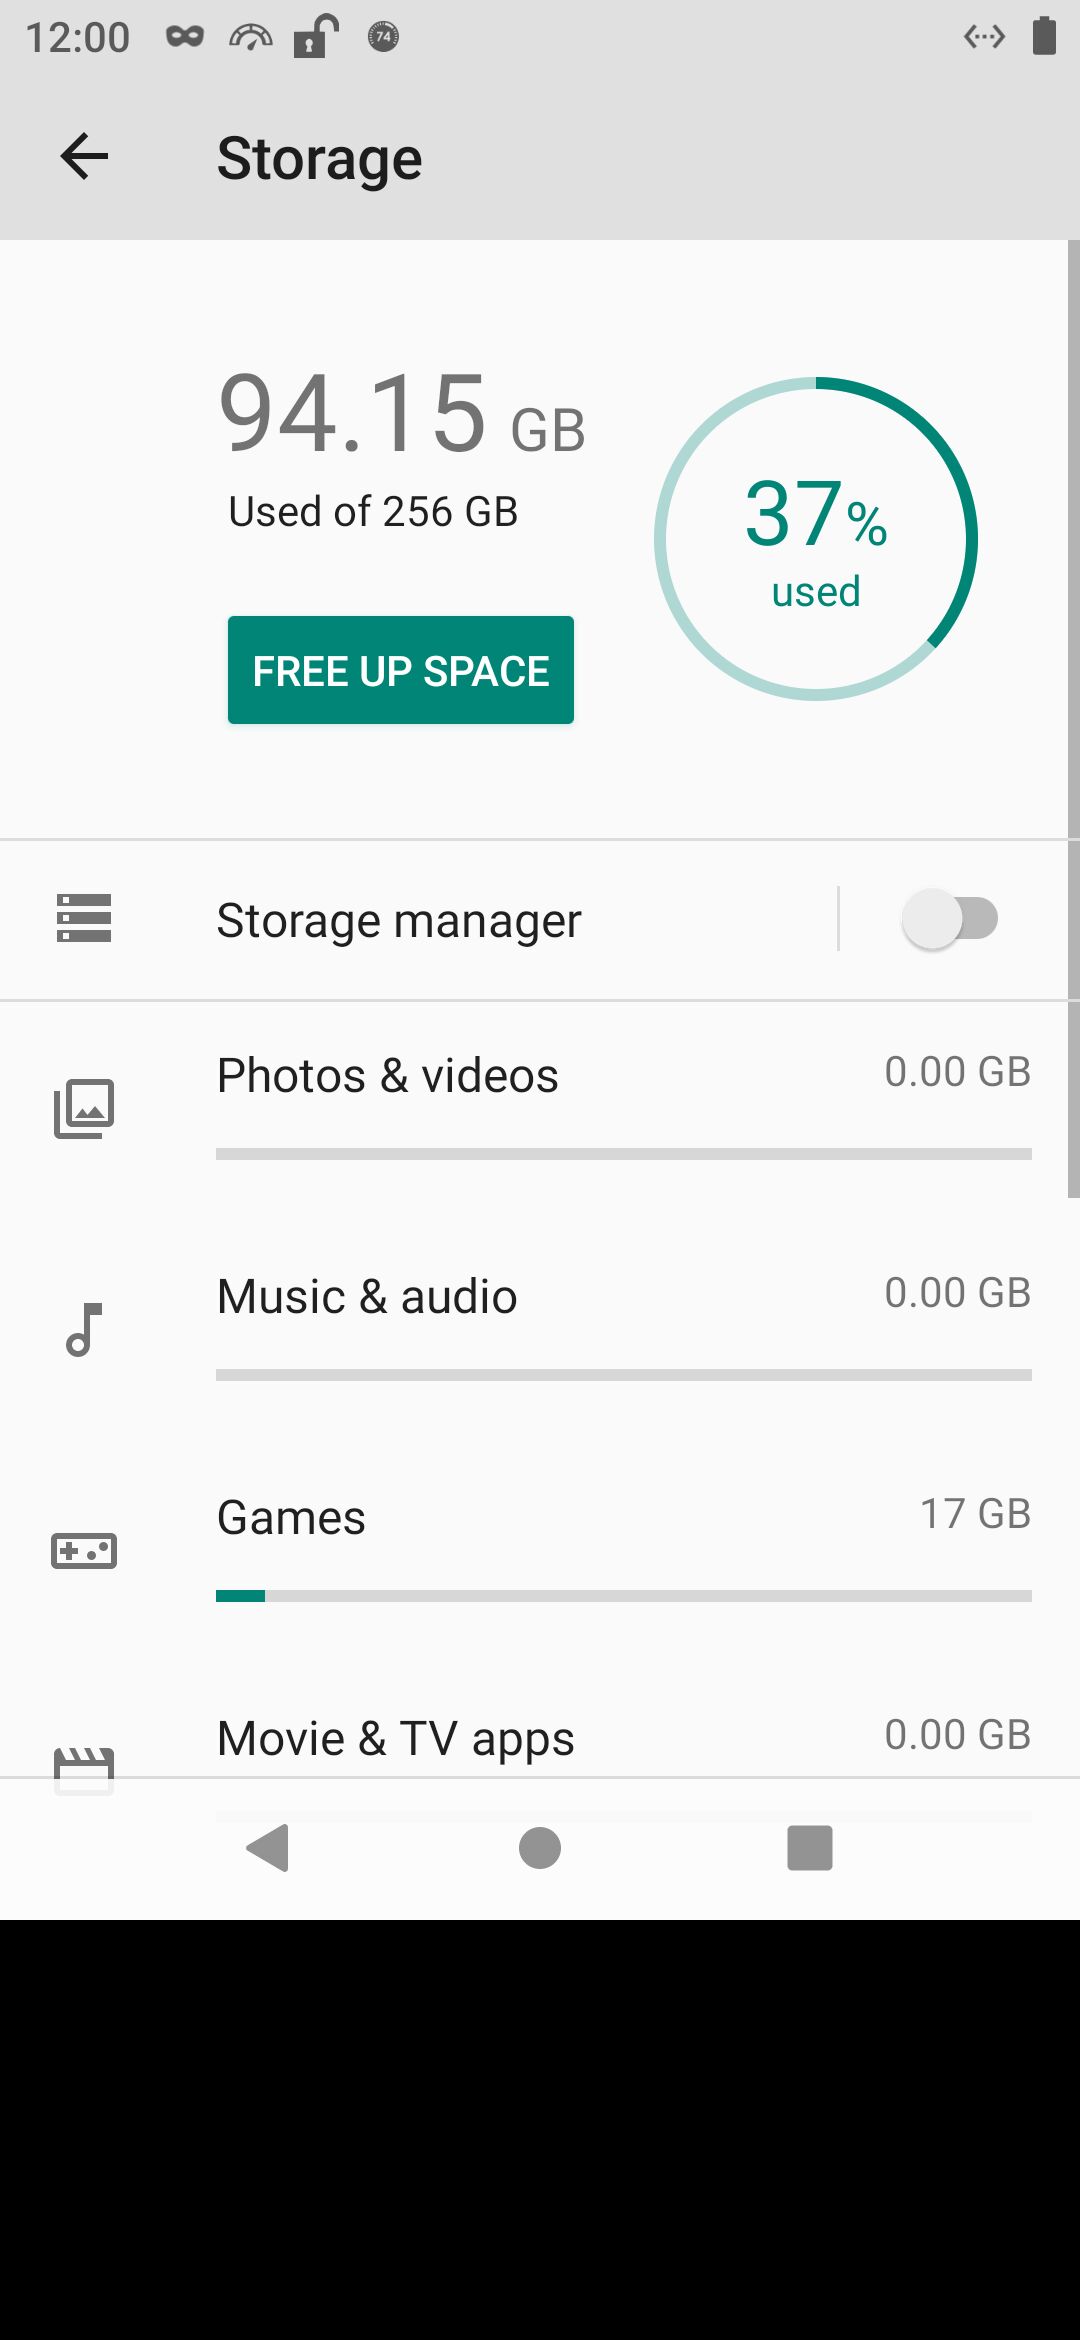 12:00
74
Storage
94.15 GB
Used of 256 GB
37%
used
FREE UP SPACE
Storage manager
Photos & videos
0.00 GB
Music & audio
0.00 GB
Games
17 GB
Movie & TV apps
0.00 GB